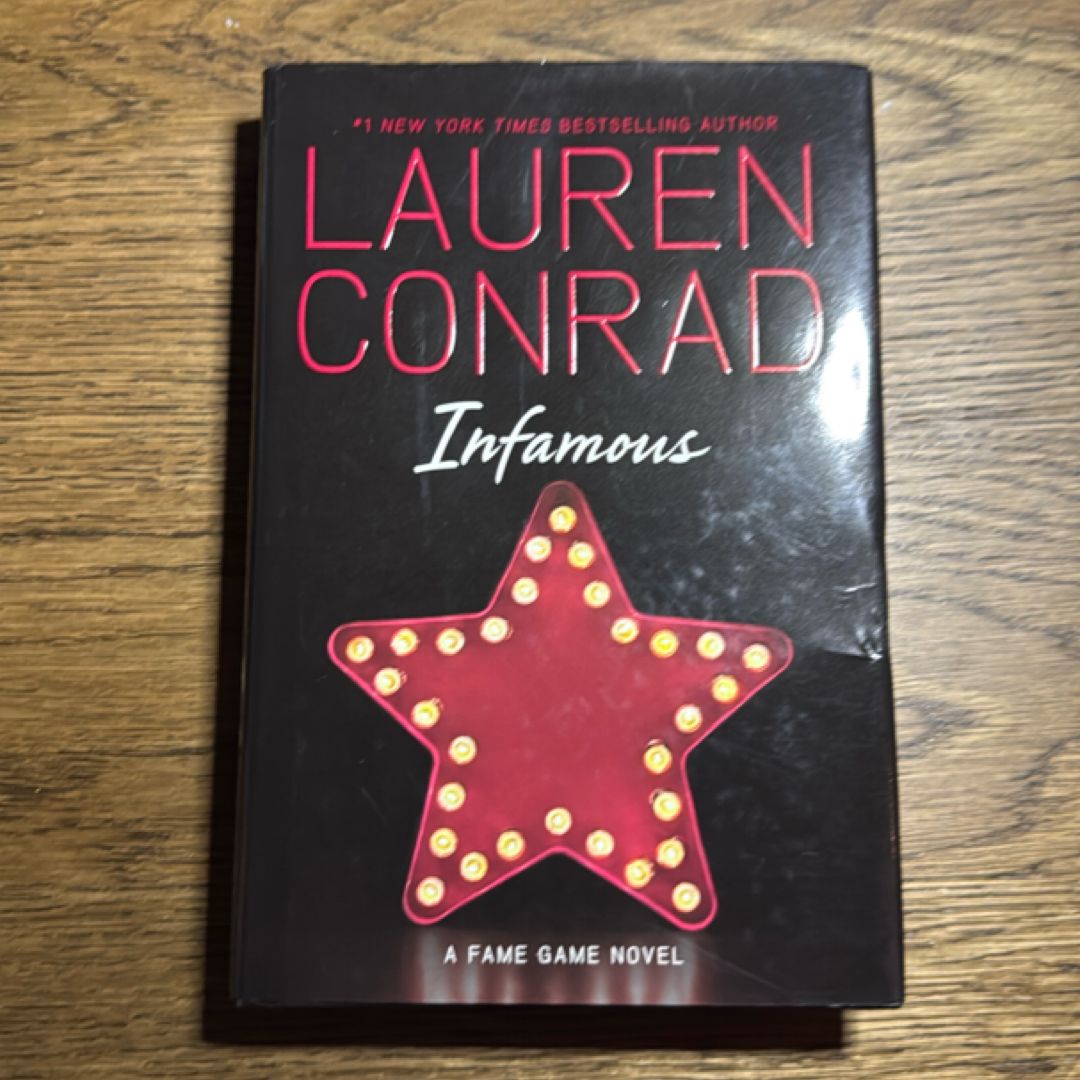 #1 NEW YORK TIMES BESTSELLING AUTHOR
LAUREN
CONRAD
Infamous
A FAME GAME NOVEL